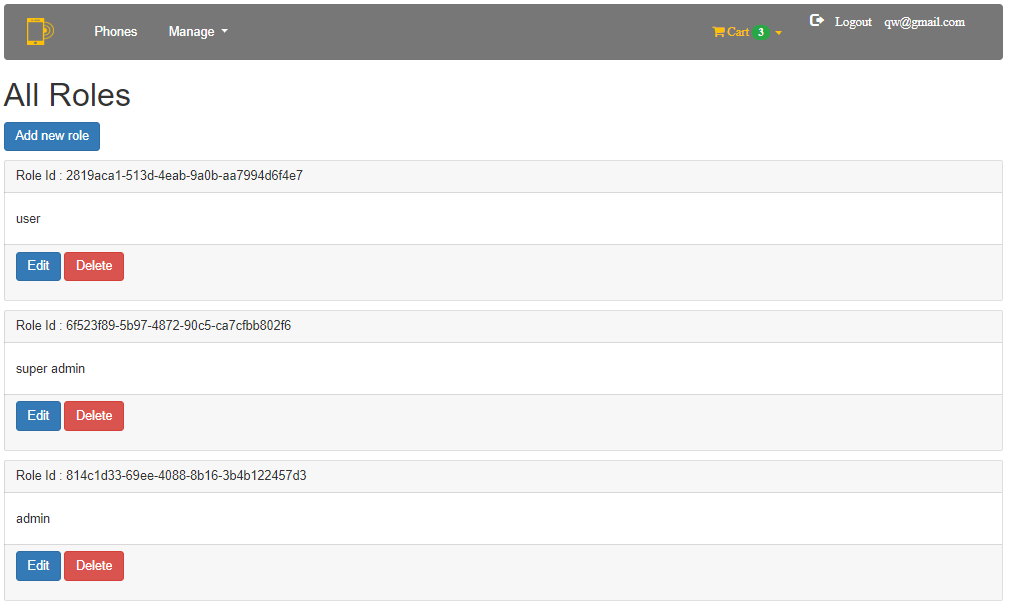 Phones Manage Cart 3 Logout qw@gmail.com
All Roles
Add new role
Role Id : 2819aca1-513d-4eab-9a0b-aa7994d6f4e7
user
Edit Delete
Role Id : 6f523f89-5b97-4872-90c5-ca7cfbb802f6
super admin
Edit Delete
Role Id : 814c1d33-69ee-4088-8b16-3b4b122457d3
admin
Edit Delete